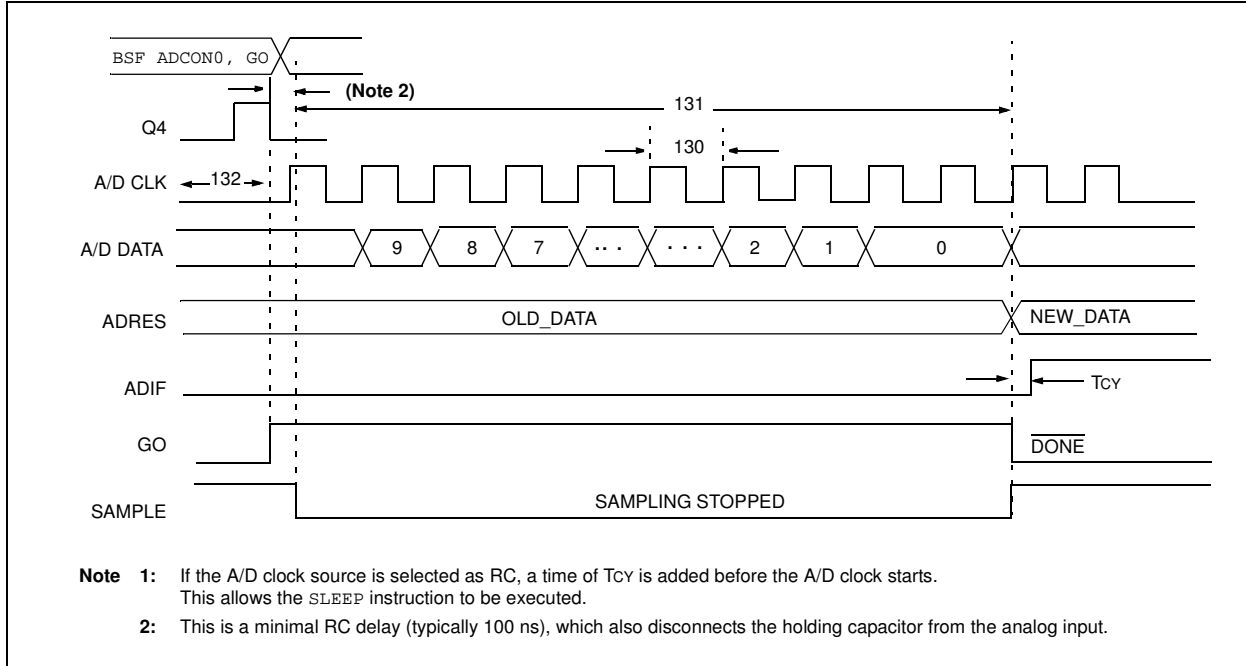 BSF ADCON0, GO
(Note 2)
131
Q4
130
A/D CLK
132
A/D DATA
9 8 7 . . . . . . 2 1 0
ADRES
OLD_DATA
NEW_DATA
ADIF
TCY
GO
DONE
SAMPLE
SAMPLING STOPPED
Note 1: If the A/D clock source is selected as RC, a time of TCY is added before the A/D clock starts.
This allows the SLEEP instruction to be executed.
2: This is a minimal RC delay (typically 100 ns), which also disconnects the holding capacitor from the analog input.